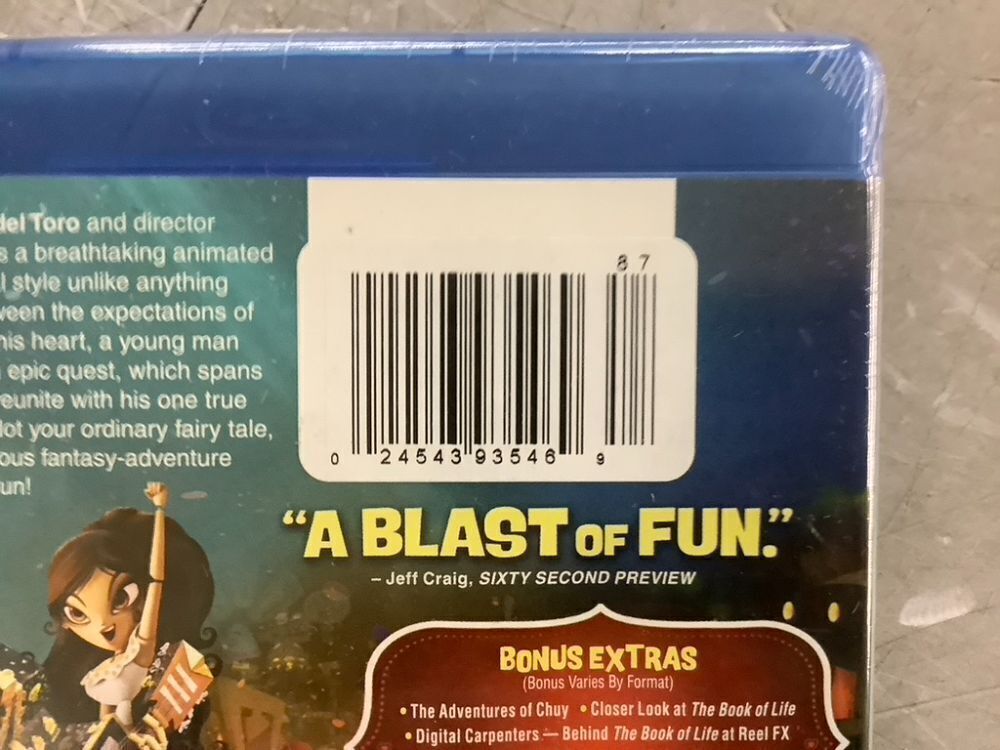 del Toro and director
s a breathtaking animated
l style unlike anything
ween the expectations of
his heart, a young man
epic quest, which spans
reunite with his one true
Not your ordinary fairy tale,
ous fantasy-adventure
un!
87
0 24543 93546 9
“A BLAST OF FUN.”
– Jeff Craig, SIXTY SECOND PREVIEW
BONUS EXTRAS
(Bonus Varies By Format)
• The Adventures of Chuy • Closer Look at The Book of Life
• Digital Carpenters — Behind The Book of Life at Reel FX